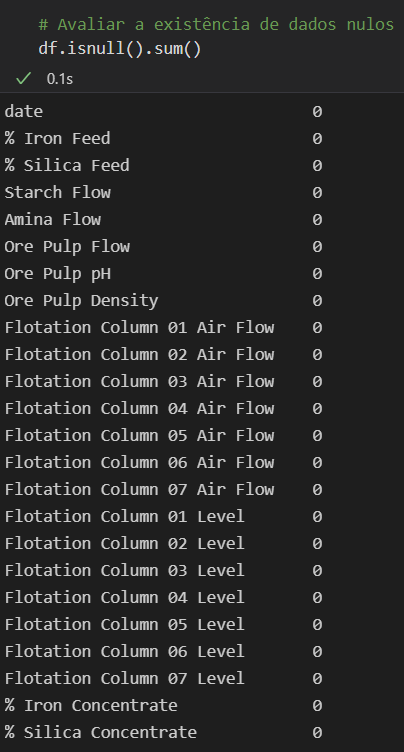 # Avaliar a existência de dados nulos
df.isnull().sum()
0.1s
date 0
% Iron Feed 0
% Silica Feed 0
Starch Flow 0
Amina Flow 0
Ore Pulp Flow 0
Ore Pulp pH 0
Ore Pulp Density 0
Flotation Column 01 Air Flow 0
Flotation Column 02 Air Flow 0
Flotation Column 03 Air Flow 0
Flotation Column 04 Air Flow 0
Flotation Column 05 Air Flow 0
Flotation Column 06 Air Flow 0
Flotation Column 07 Air Flow 0
Flotation Column 01 Level 0
Flotation Column 02 Level 0
Flotation Column 03 Level 0
Flotation Column 04 Level 0
Flotation Column 05 Level 0
Flotation Column 06 Level 0
Flotation Column 07 Level 0
% Iron Concentrate 0
% Silica Concentrate 0